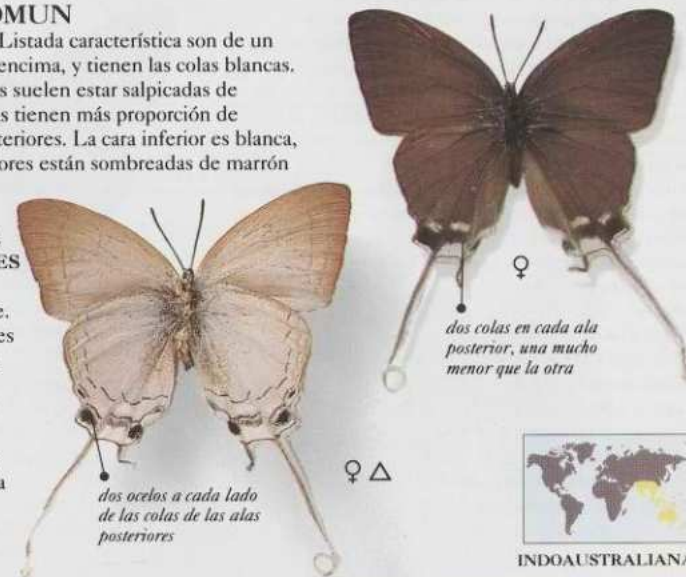 OMUN
Listada característica son de un
encima, y tienen las colas blancas.
s suelen estar salpicadas de
s tienen más proporción de
teriores. La cara inferior es blanca,
ores están sombreadas de marrón
ES
e.
es
a
♀
dos colas en cada ala
posterior, una mucho
menor que la otra
♀ △
dos ocelos a cada lado
de las colas de las alas
posteriores
INDOAUSTRALIANA